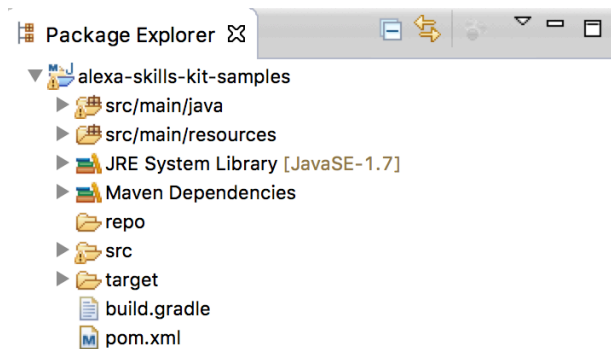 Package Explorer
alexa-skills-kit-samples
src/main/java
src/main/resources
JRE System Library [JavaSE-1.7]
Maven Dependencies
repo
src
target
build.gradle
pom.xml